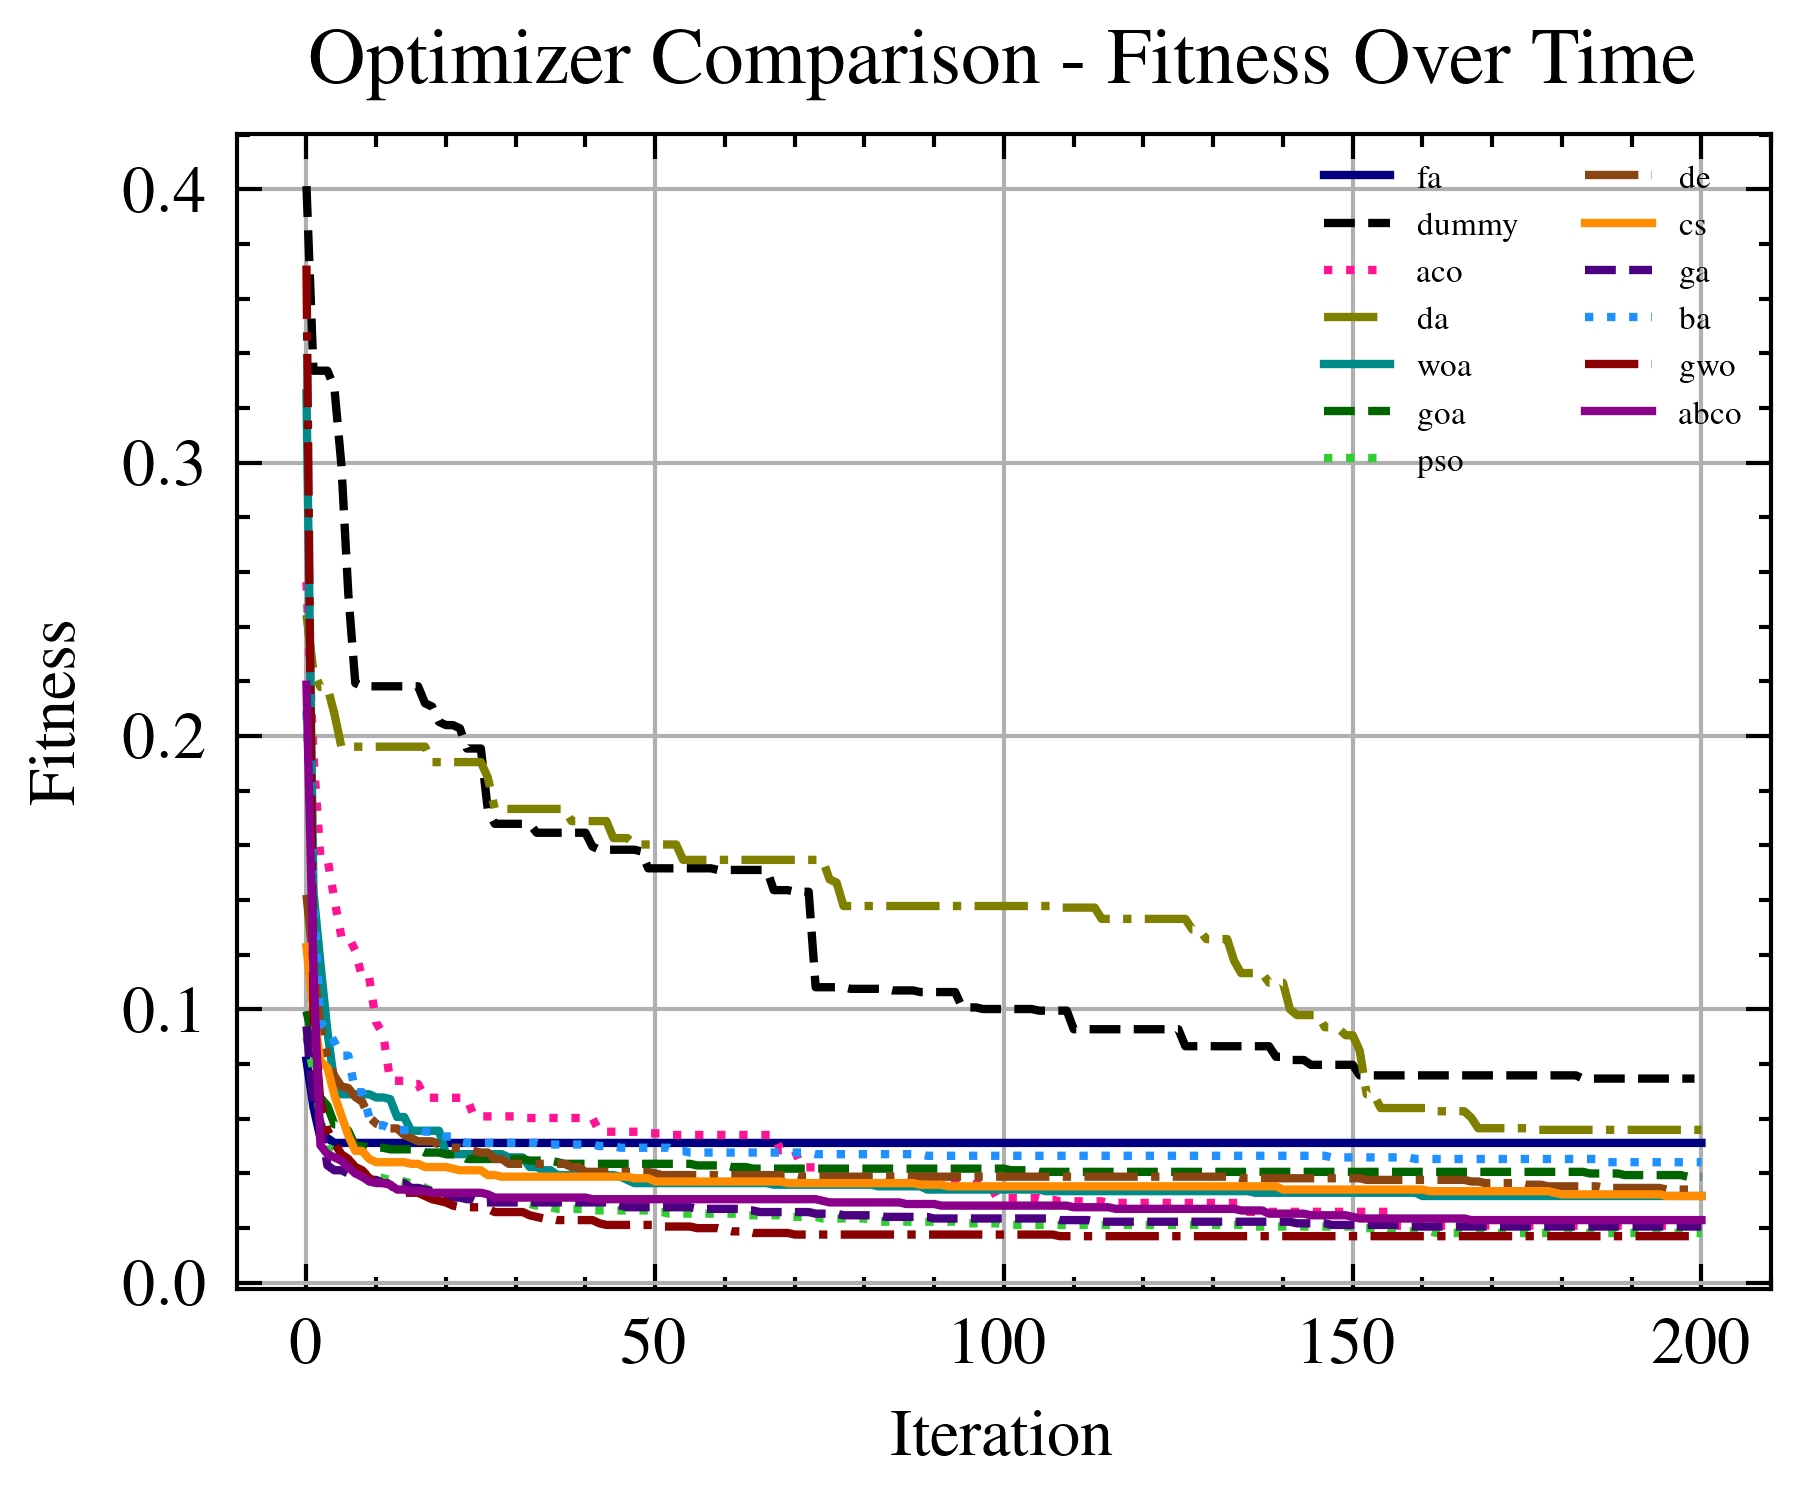 Optimizer Comparison - Fitness Over Time
Fitness
0.4
0.3
0.2
0.1
0.0
fa
dummy
aco
da
woa
goa
pso
de
cs
ga
ba
gwo
abco
0 50 100 150 200
Iteration